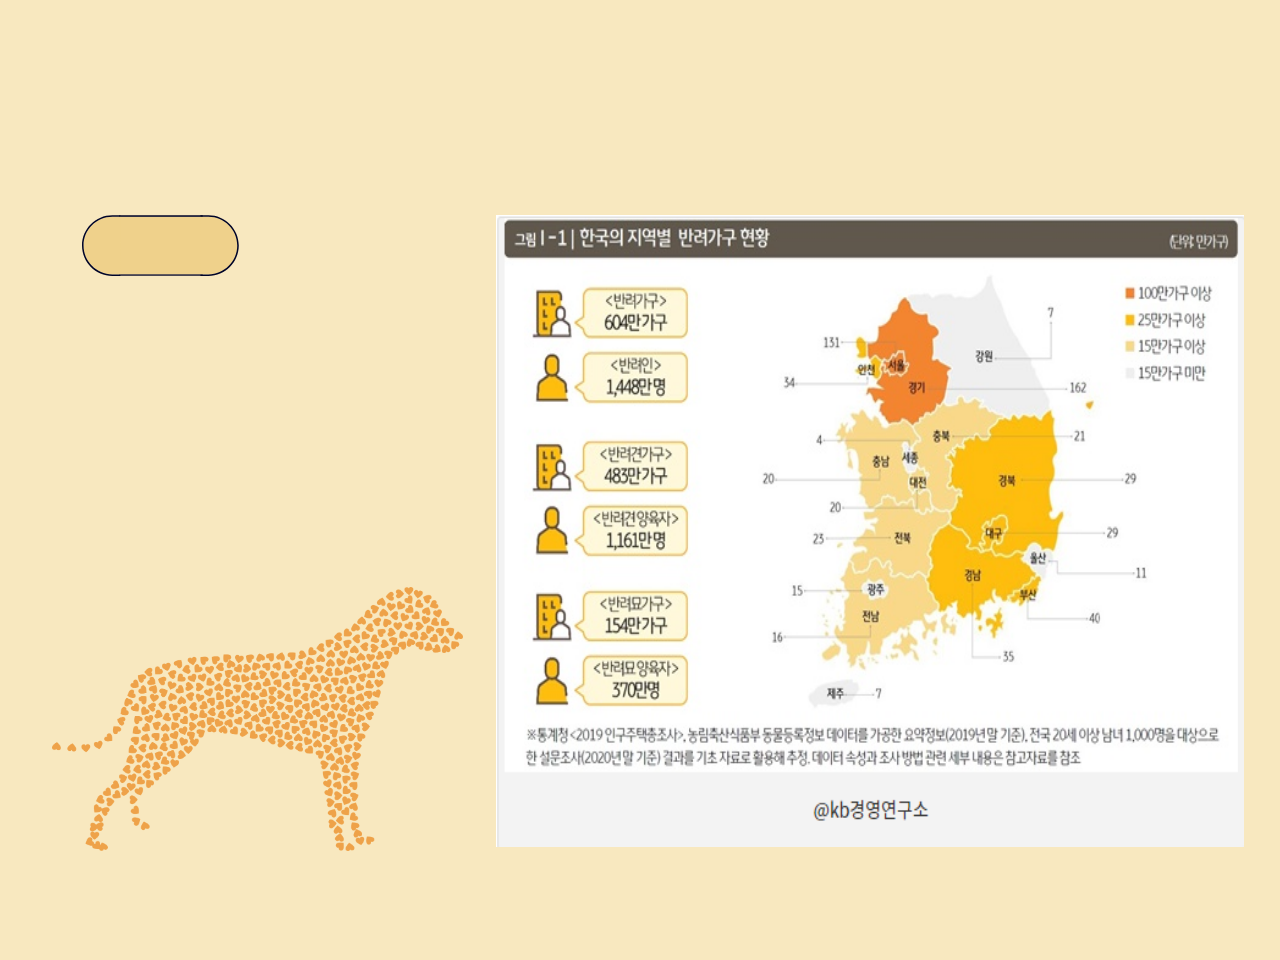 그림 I-1 | 한국의 지역별 반려가구 현황
(단위: 만가구)
<반려가구>
604만가구
<반려인>
1,448만명
<반려견가구>
483만가구
<반려견양육자>
1,161만명
<반려묘가구>
154만가구
<반려묘양육자>
370만명
100만가구 이상
25만가구 이상
15만가구 이상
15만가구 미만
7
131
강원
인천
서울
34
경기
162
충북
21
4
세종
충남
대전
경북
20
29
20
대구
29
23
전북
울산
11
경남
15
광주
부산
전남
40
16
35
제주
7
※통계청 <2019 인구주택총조사>, 농림축산식품부 동물등록정보 데이터를 가공한 요약정보(2019년말 기준), 전국 20세 이상 남녀 1,000명을 대상으로
한 설문조사(2020년말 기준) 결과를 기초 자료로 활용해 추정. 데이터 속성과 조사 방법 관련 세부 내용은 참고자료를 참조
@kb경영연구소